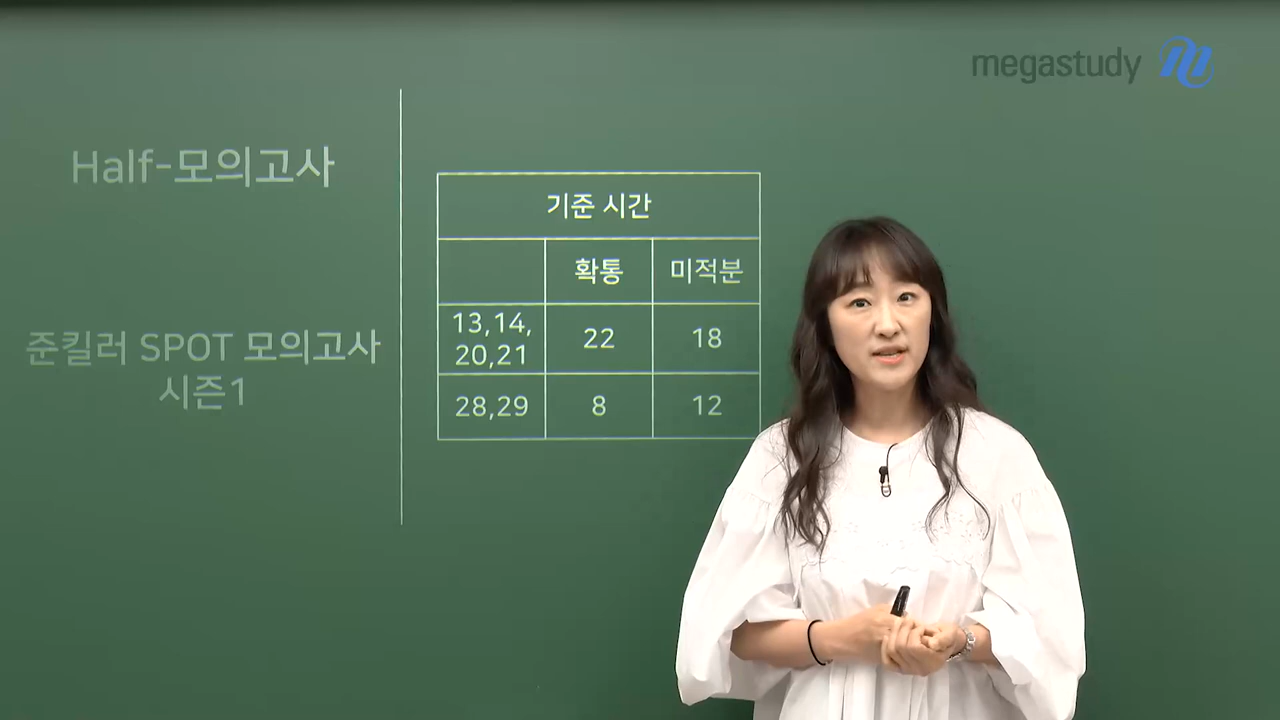 megastudy
Half-모의고사
준킬러 SPOT 모의고사
시즌1
기준 시간
확통 미적분
13,14,
20,21
22 18
28,29 8 12